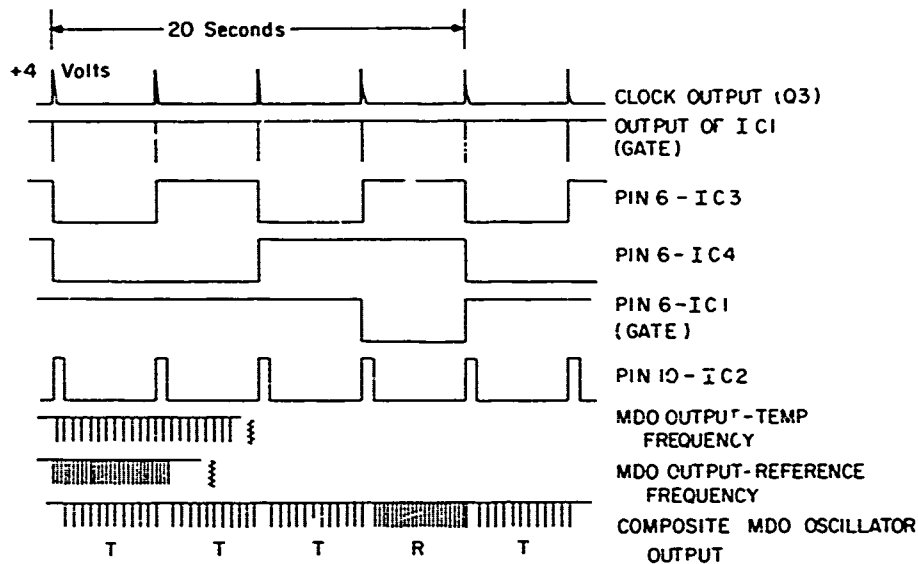 20 Seconds
+4 Volts
CLOCK OUTPUT (Q3)
OUTPUT OF IC1
(GATE)
PIN 6 - IC3
PIN 6 - IC4
PIN 6 - IC1
(GATE)
PIN 10 - IC2
MDO OUTPUT - TEMP
FREQUENCY
MDO OUTPUT - REFERENCE
FREQUENCY
COMPOSITE MDO OSCILLATOR
OUTPUT
T T T R T